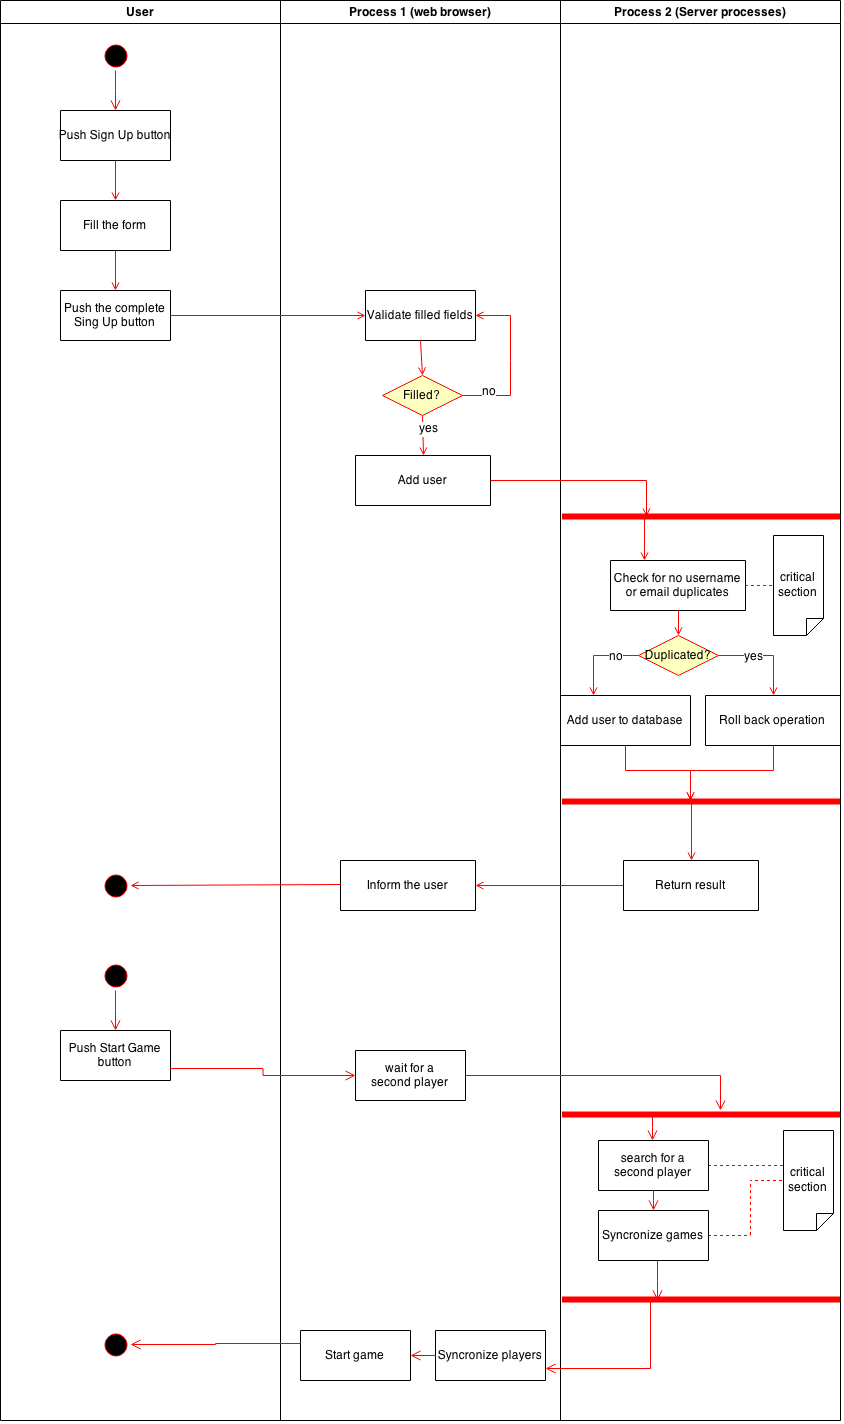 User
Process 1 (web browser)
Process 2 (Server processes)
Push Sign Up button
Fill the form
Push the complete
Sing Up button
Validate filled fields
Filled?
no
yes
Add user
Check for no username
or email duplicates
critical
section
Duplicated?
no
yes
Add user to database
Roll back operation
Inform the user
Return result
Push Start Game
button
wait for a
second player
search for a
second player
critical
section
Syncronize games
Start game
Syncronize players